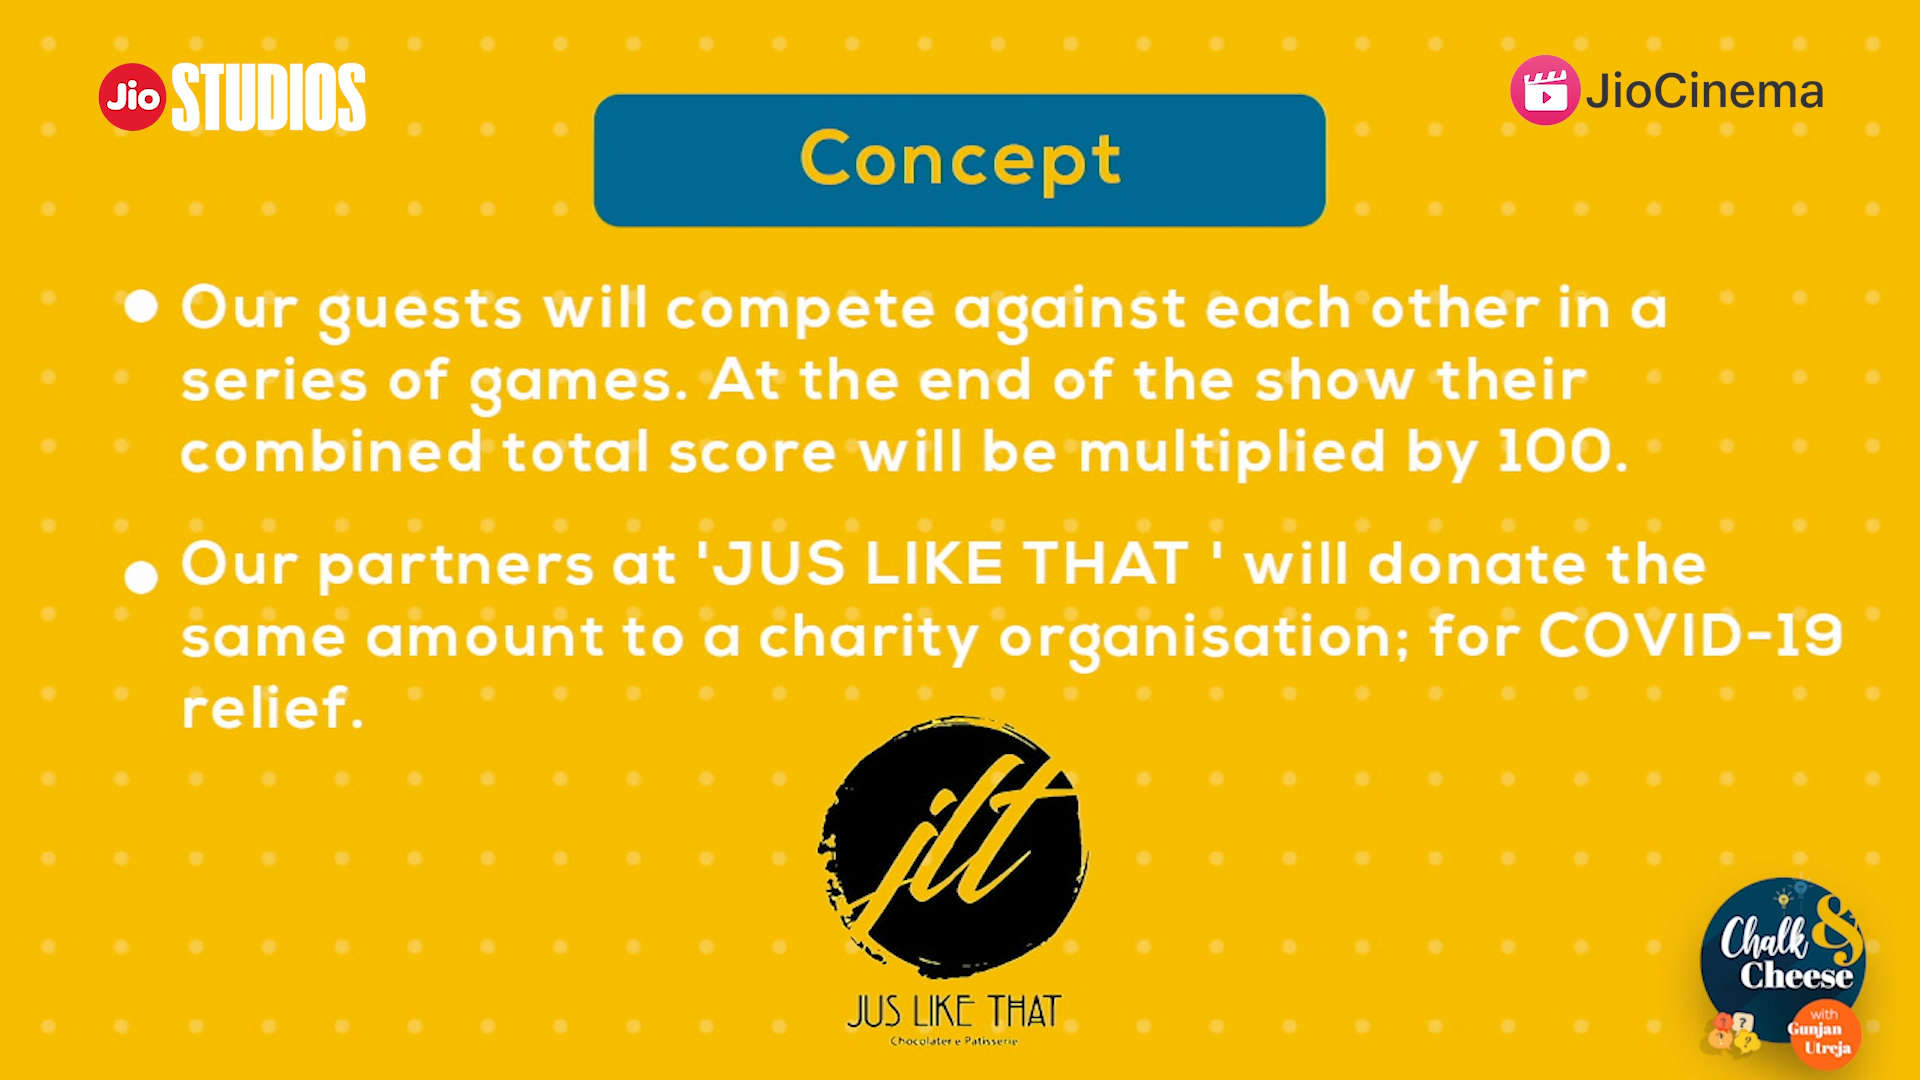 Jio STUDIOS
JioCinema
Concept
Our guests will compete against each other in a
series of games. At the end of the show their
combined total score will be multiplied by 100.
Our partners at 'JUS LIKE THAT ' will donate the
same amount to a charity organisation; for COVID-19
relief.
jlt
JUS LIKE THAT
Chocolater e Patisserie
Chalk &
Cheese
with
Gunjan
Utreja